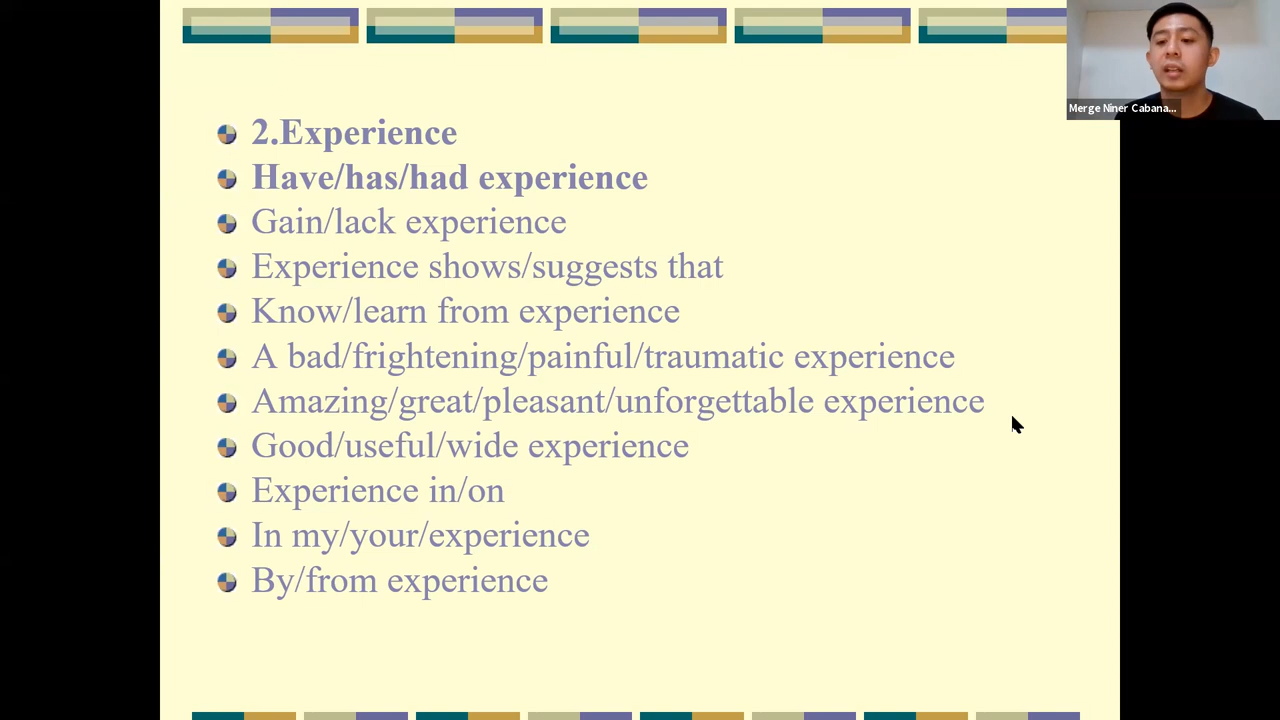 2.Experience
Have/has/had experience
Gain/lack experience
Experience shows/suggests that
Know/learn from experience
A bad/frightening/painful/traumatic experience
Amazing/great/pleasant/unforgettable experience
Good/useful/wide experience
Experience in/on
In my/your/experience
By/from experience
Merge Niner Cabana...